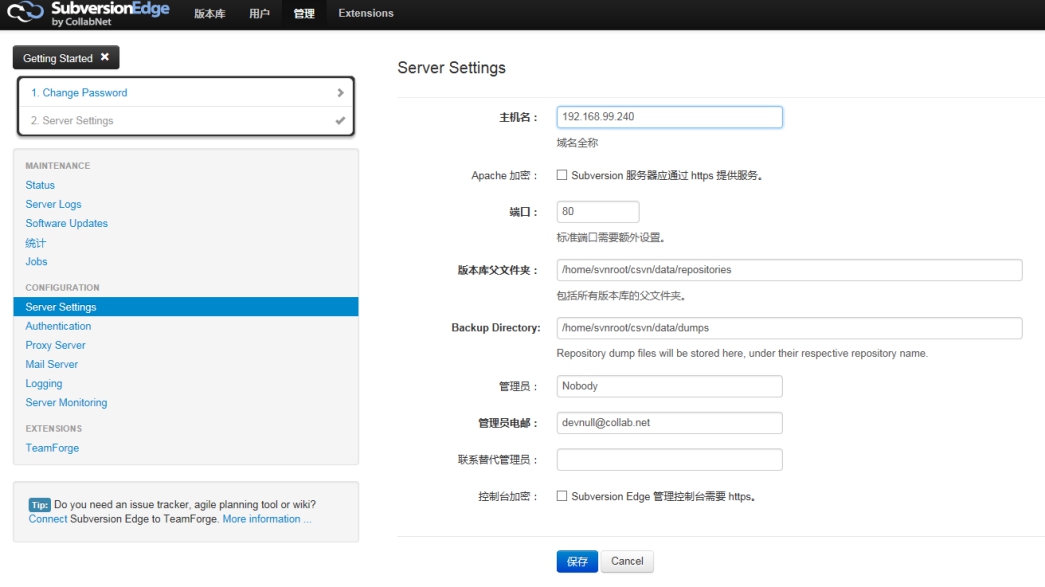 SubversionEdge
by CollabNet
版本库 用户 管理 Extensions
Getting Started ×
1. Change Password
2. Server Settings
MAINTENANCE
Status
Server Logs
Software Updates
统计
Jobs
CONFIGURATION
Server Settings
Authentication
Proxy Server
Mail Server
Logging
Server Monitoring
EXTENSIONS
TeamForge
Tip: Do you need an issue tracker, agile planning tool or wiki?
Connect Subversion Edge to TeamForge. More information ...
Server Settings
主机名： 192.168.99.240
域名全称
Apache 加密： Subversion 服务器应通过 https 提供服务。
端口： 80
标准端口需要额外设置。
版本库父文件夹： /home/svnroot/csvn/data/repositories
包括所有版本库的父文件夹。
Backup Directory: /home/svnroot/csvn/data/dumps
Repository dump files will be stored here, under their respective repository name.
管理员： Nobody
管理员电邮： devnull@collab.net
联系替代管理员：
控制台加密： Subversion Edge 管理控制台需要 https。
保存 Cancel